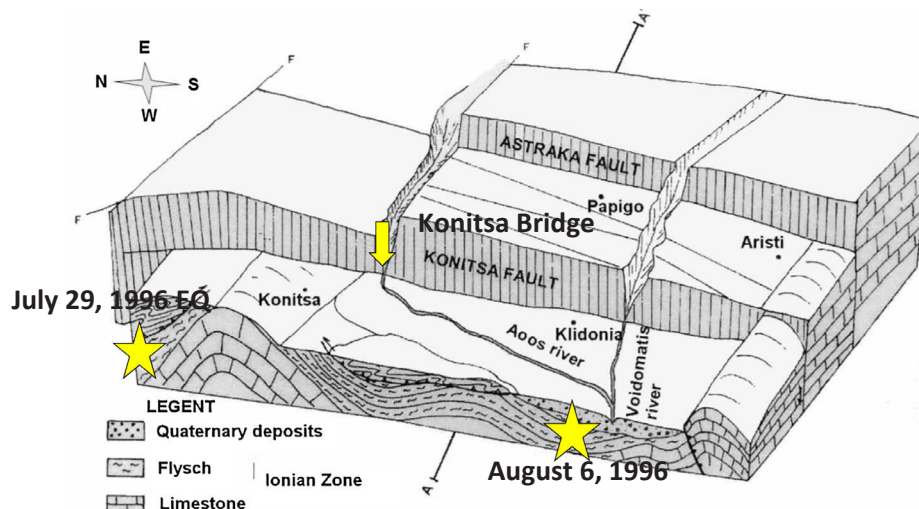 A'
E
N S
W
F
F
F
ASTRAKA FAULT
Papigo
Konitsa Bridge
Aristi
KONITSA FAULT
July 29, 1996 EQ
Konitsa
Klidonia
Aoos river
Voidomatis
river
LEGENT
Quaternary deposits
Flysch
Ionian Zone
Limestone
August 6, 1996
A